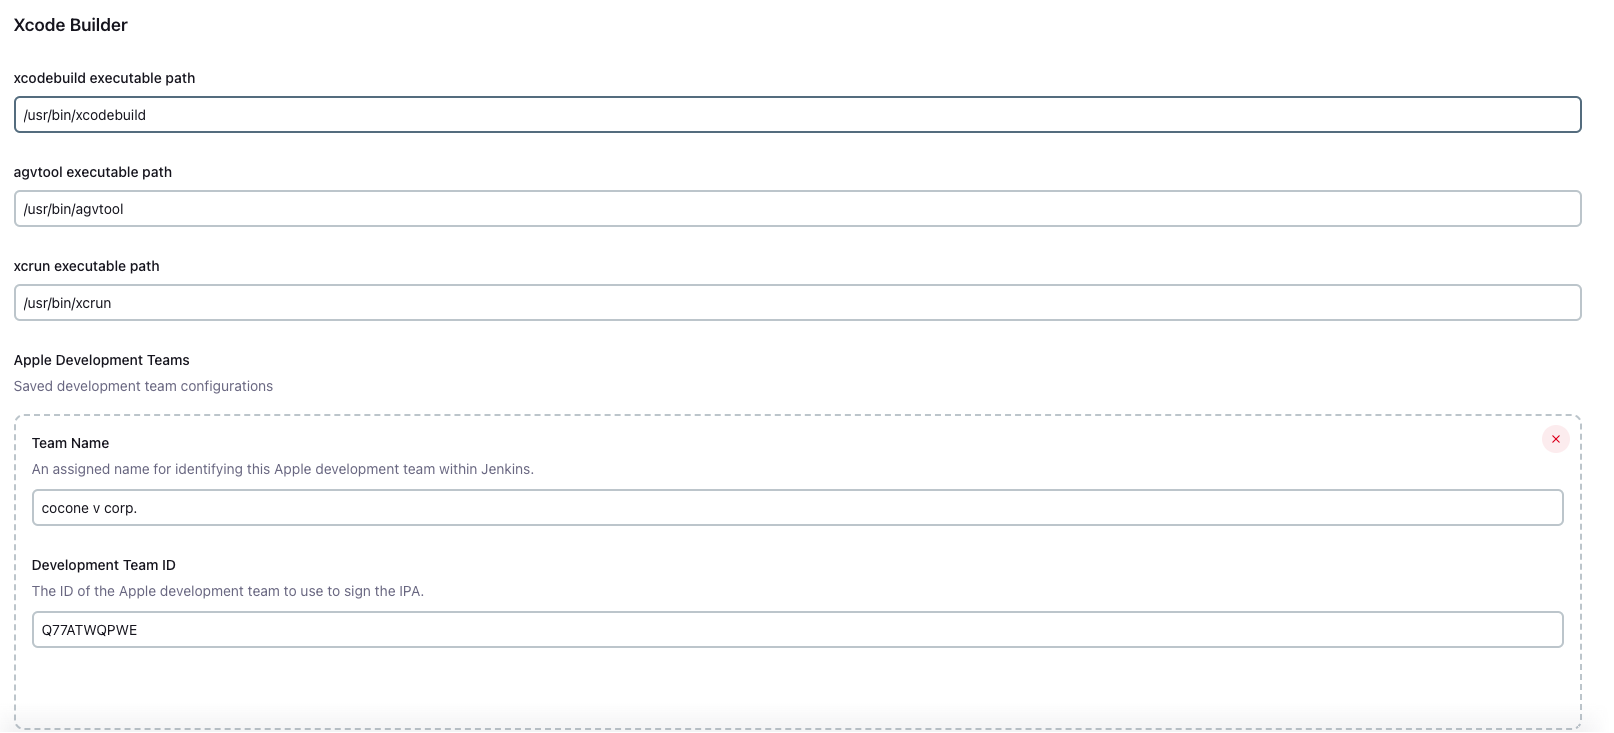 Xcode Builder
xcodebuild executable path
/usr/bin/xcodebuild
agvtool executable path
/usr/bin/agvtool
xcrun executable path
/usr/bin/xcrun
Apple Development Teams
Saved development team configurations
Team Name
An assigned name for identifying this Apple development team within Jenkins.
cocone v corp.
Development Team ID
The ID of the Apple development team to use to sign the IPA.
Q77ATWQPWE